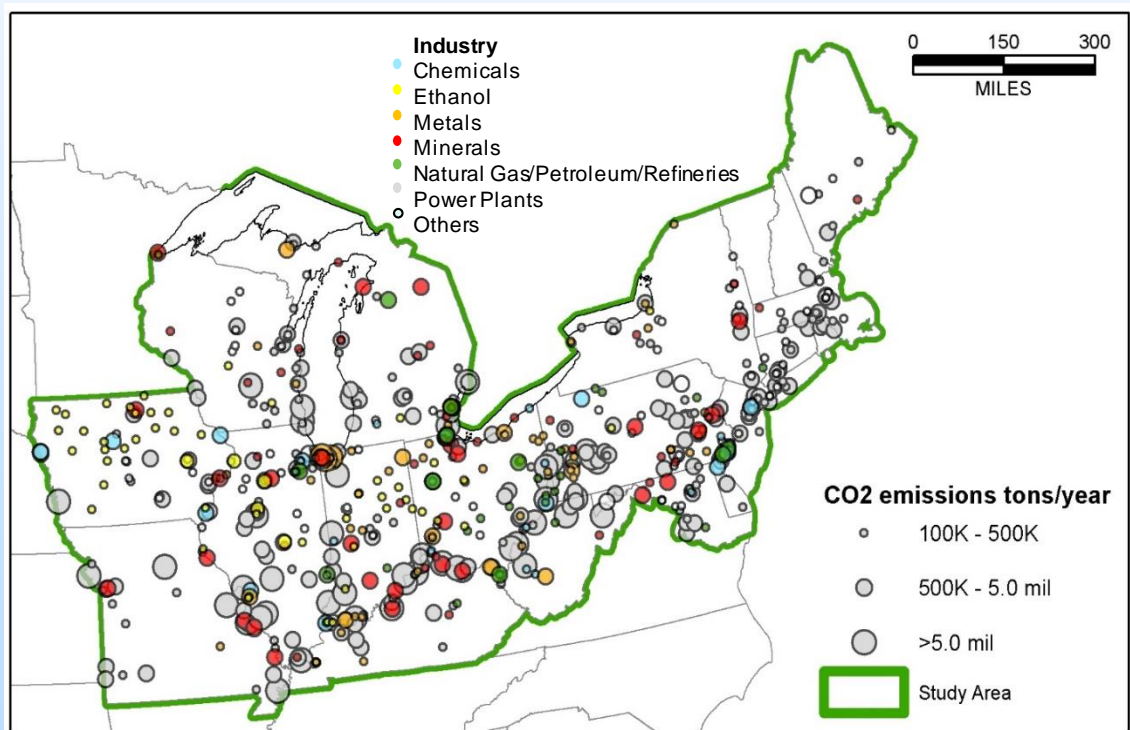 Industry
Chemicals
Ethanol
Metals
Minerals
Natural Gas/Petroleum/Refineries
Power Plants
Others
0 150 300
MILES
CO2 emissions tons/year
100K - 500K
500K - 5.0 mil
>5.0 mil
Study Area